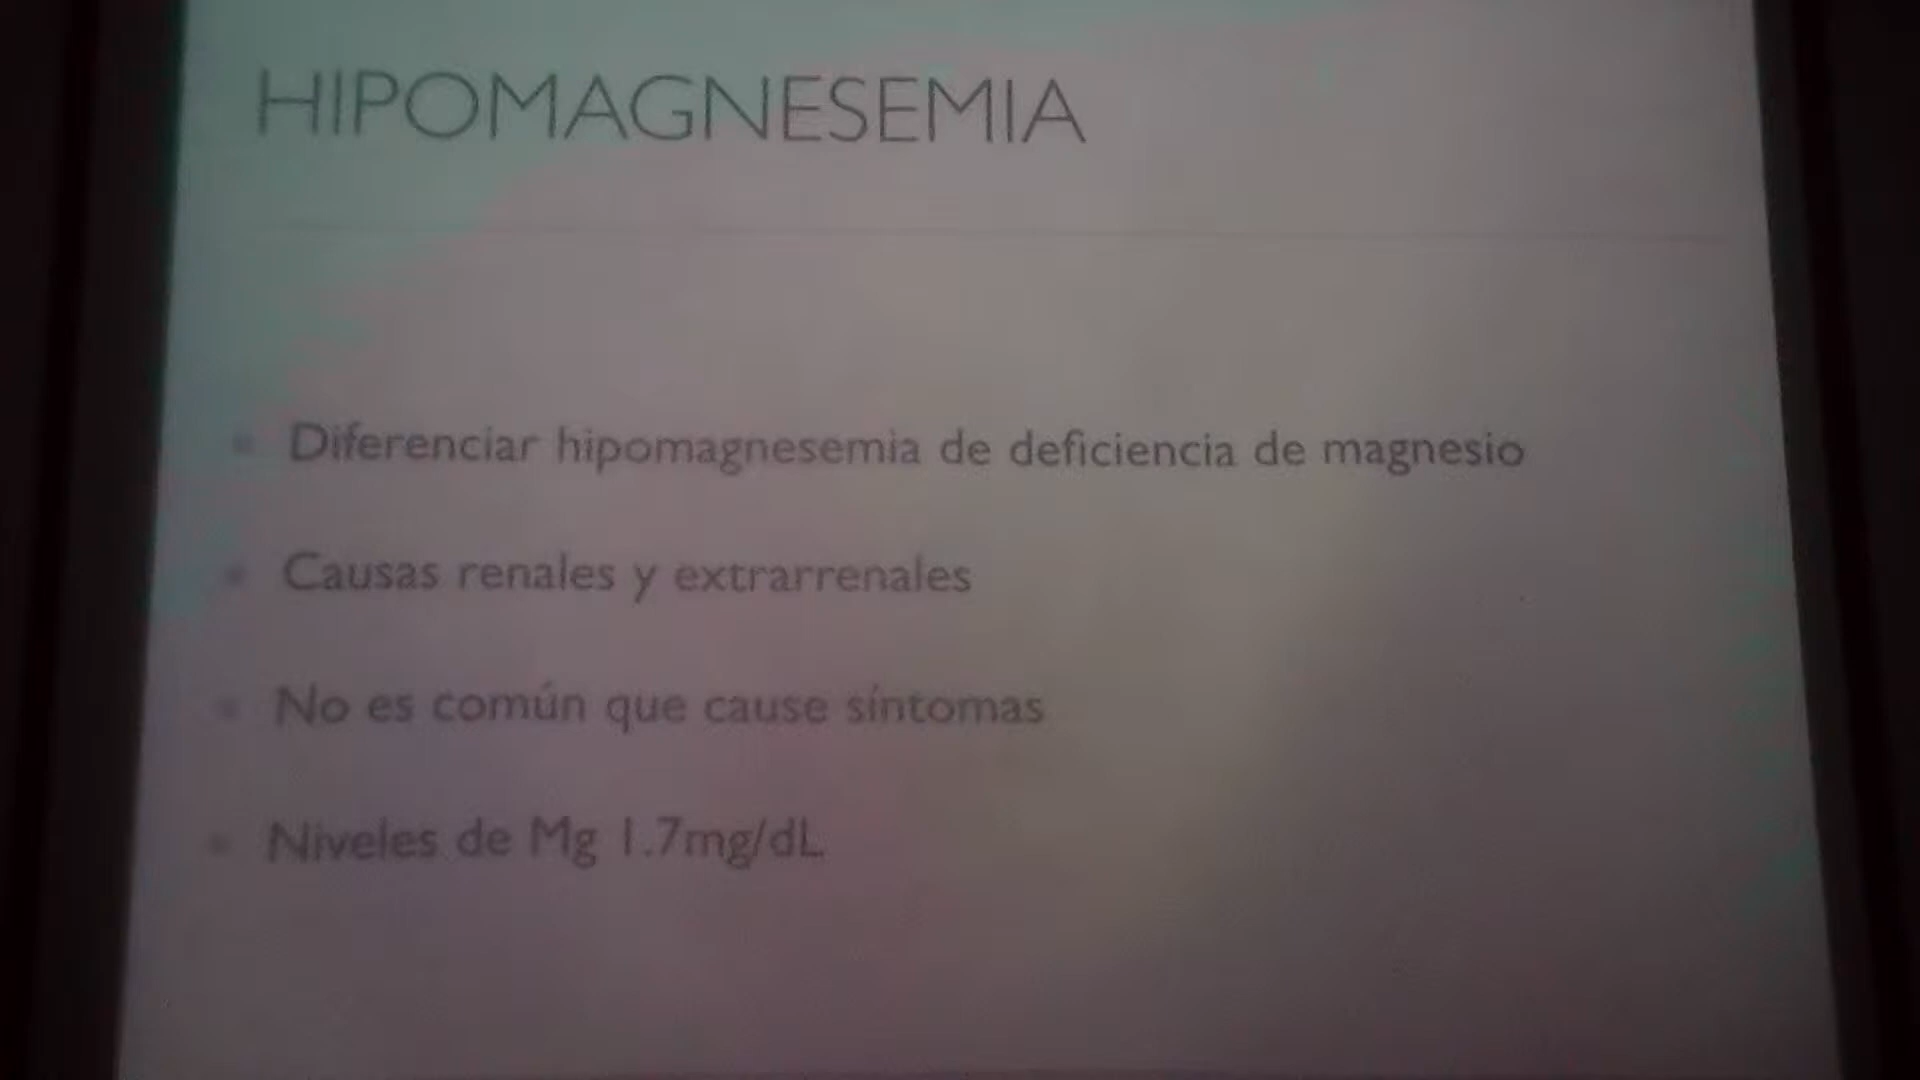 HIPOMAGNESEMIA
Diferenciar hipomagnesemia de deficiencia de magnesio
Causas renales y extrarrenales
No es común que cause síntomas
Niveles de Mg 1.7mg/dL